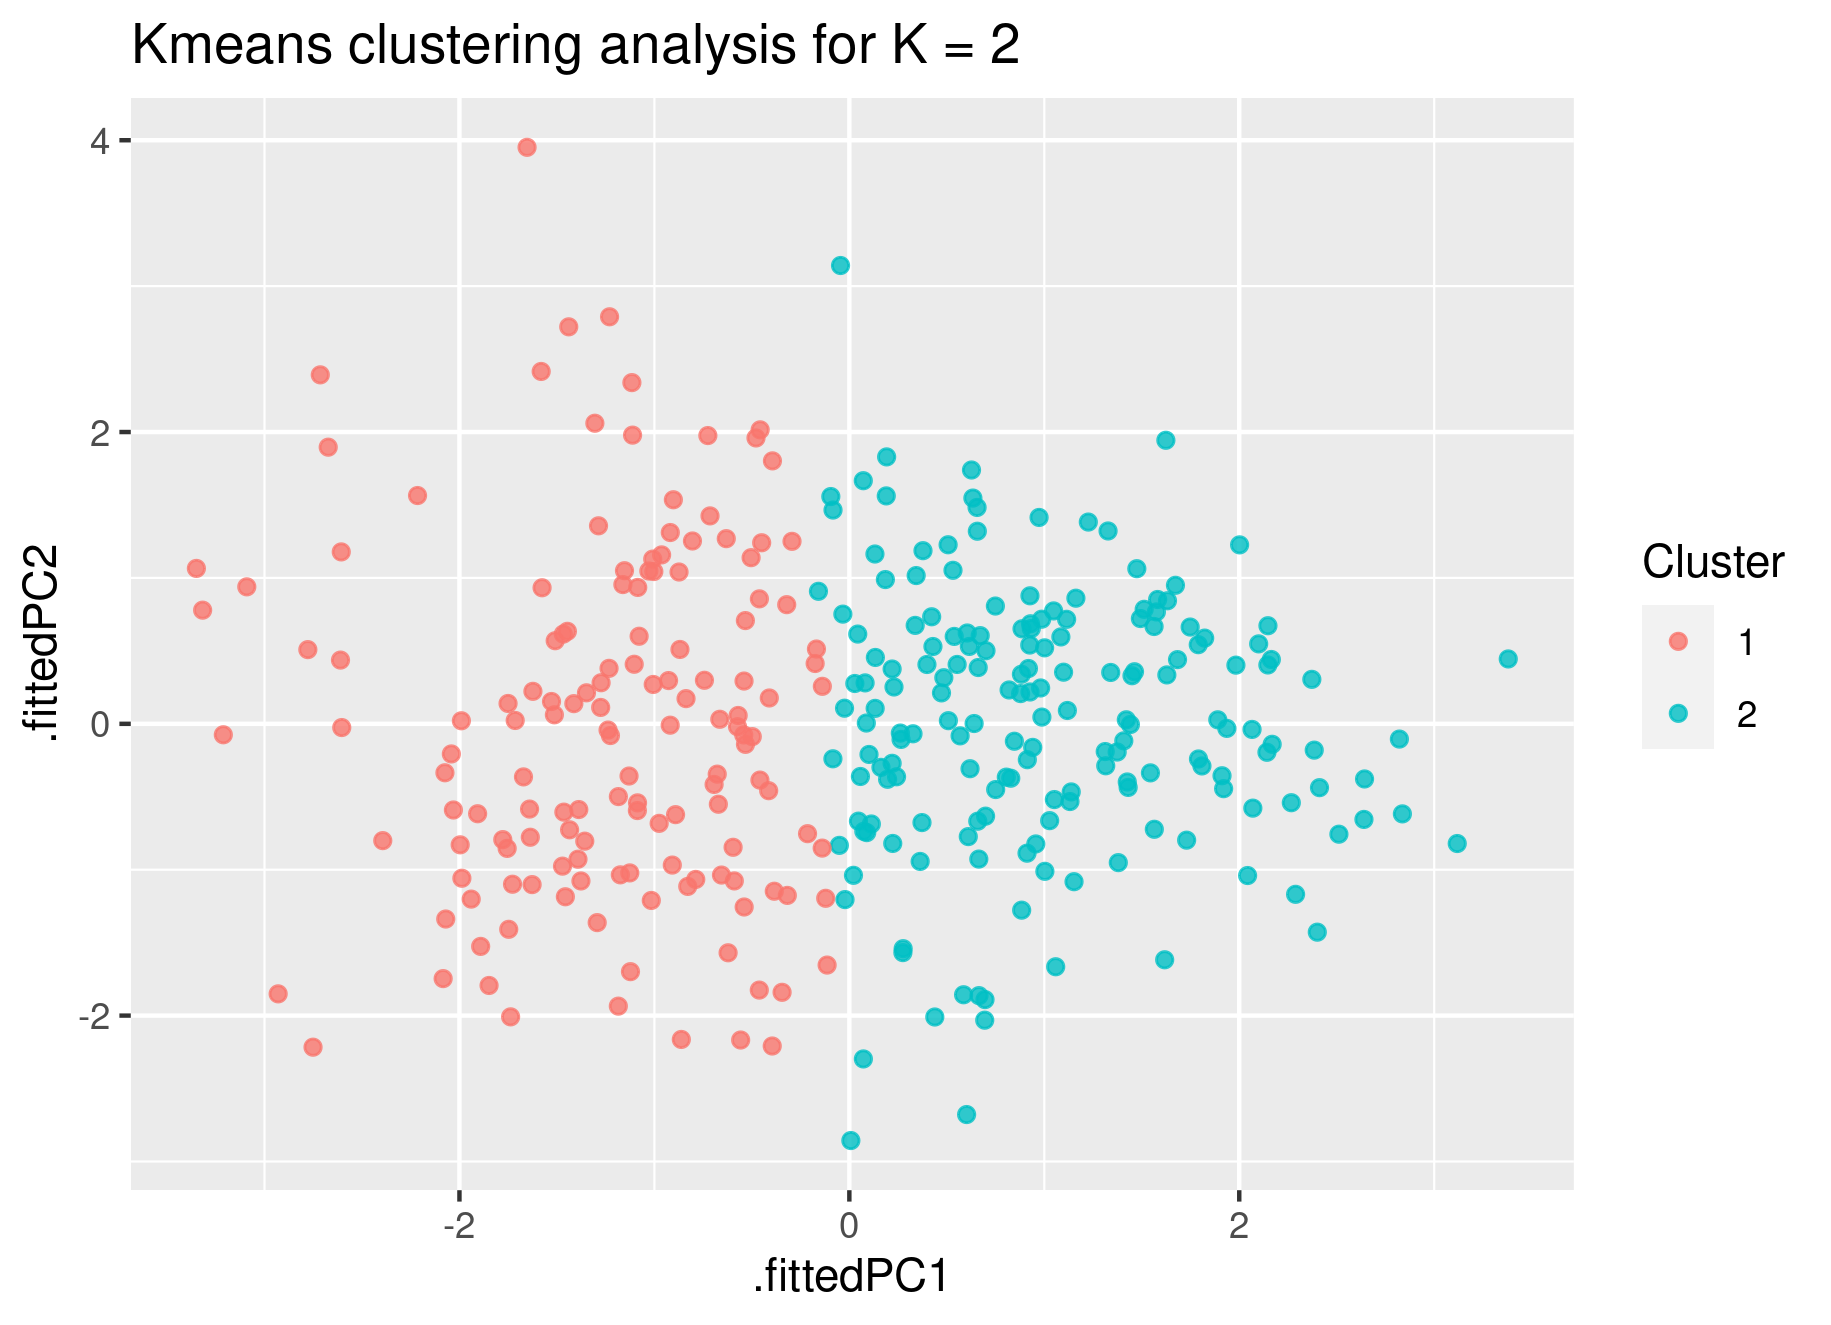 Kmeans clustering analysis for K = 2
4
2
0
-2
.fittedPC2
-2
0
2
.fittedPC1
Cluster
1
2